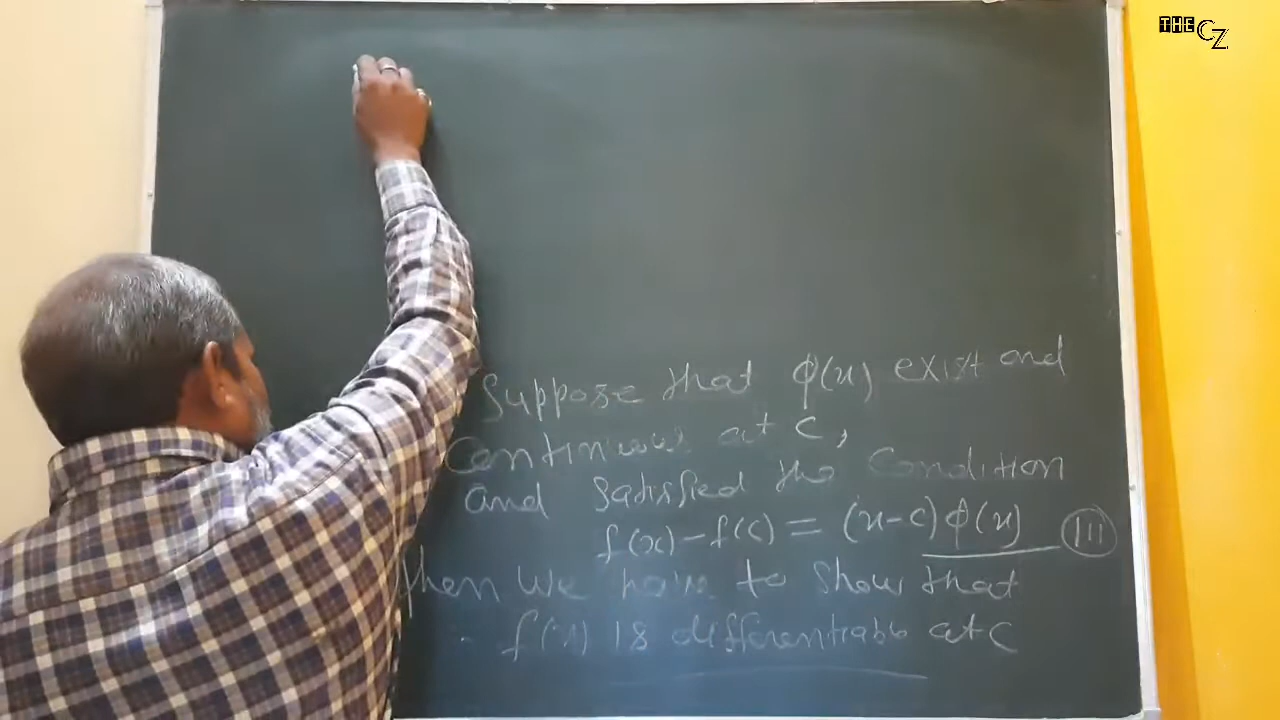 THE CZ
Suppose that φ(x) exist and
Continuous at c,
and satisfied the Condition
f(x)-f(c) = (x-c)φ(x) III
then we have to show that
f(x) is differentiable at c